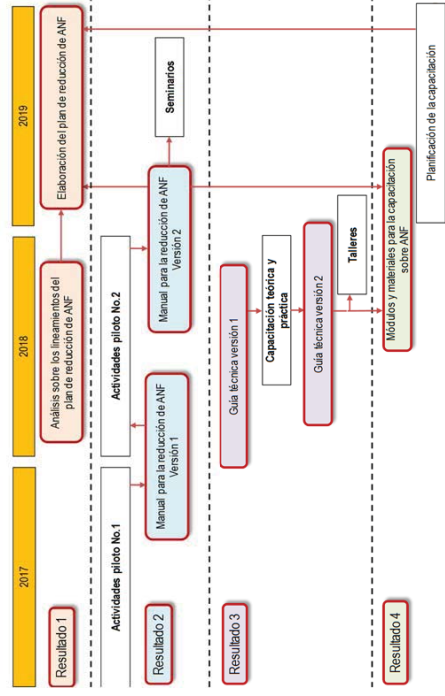 2017
2018
2019
Resultado 1
Análisis sobre los lineamientos del
plan de reducción de ANF
Elaboración del plan de reducción de ANF
Actividades piloto No.1
Actividades piloto No.2
Resultado 2
Manual para la reducción de ANF
Versión 1
Manual para la reducción de ANF
Versión 2
Seminarios
Resultado 3
Guía técnica versión 1
Capacitación teórica y
práctica
Guía técnica versión 2
Talleres
Resultado 4
Módulos y materiales para la capacitación
sobre ANF
Planificación de la capacitación